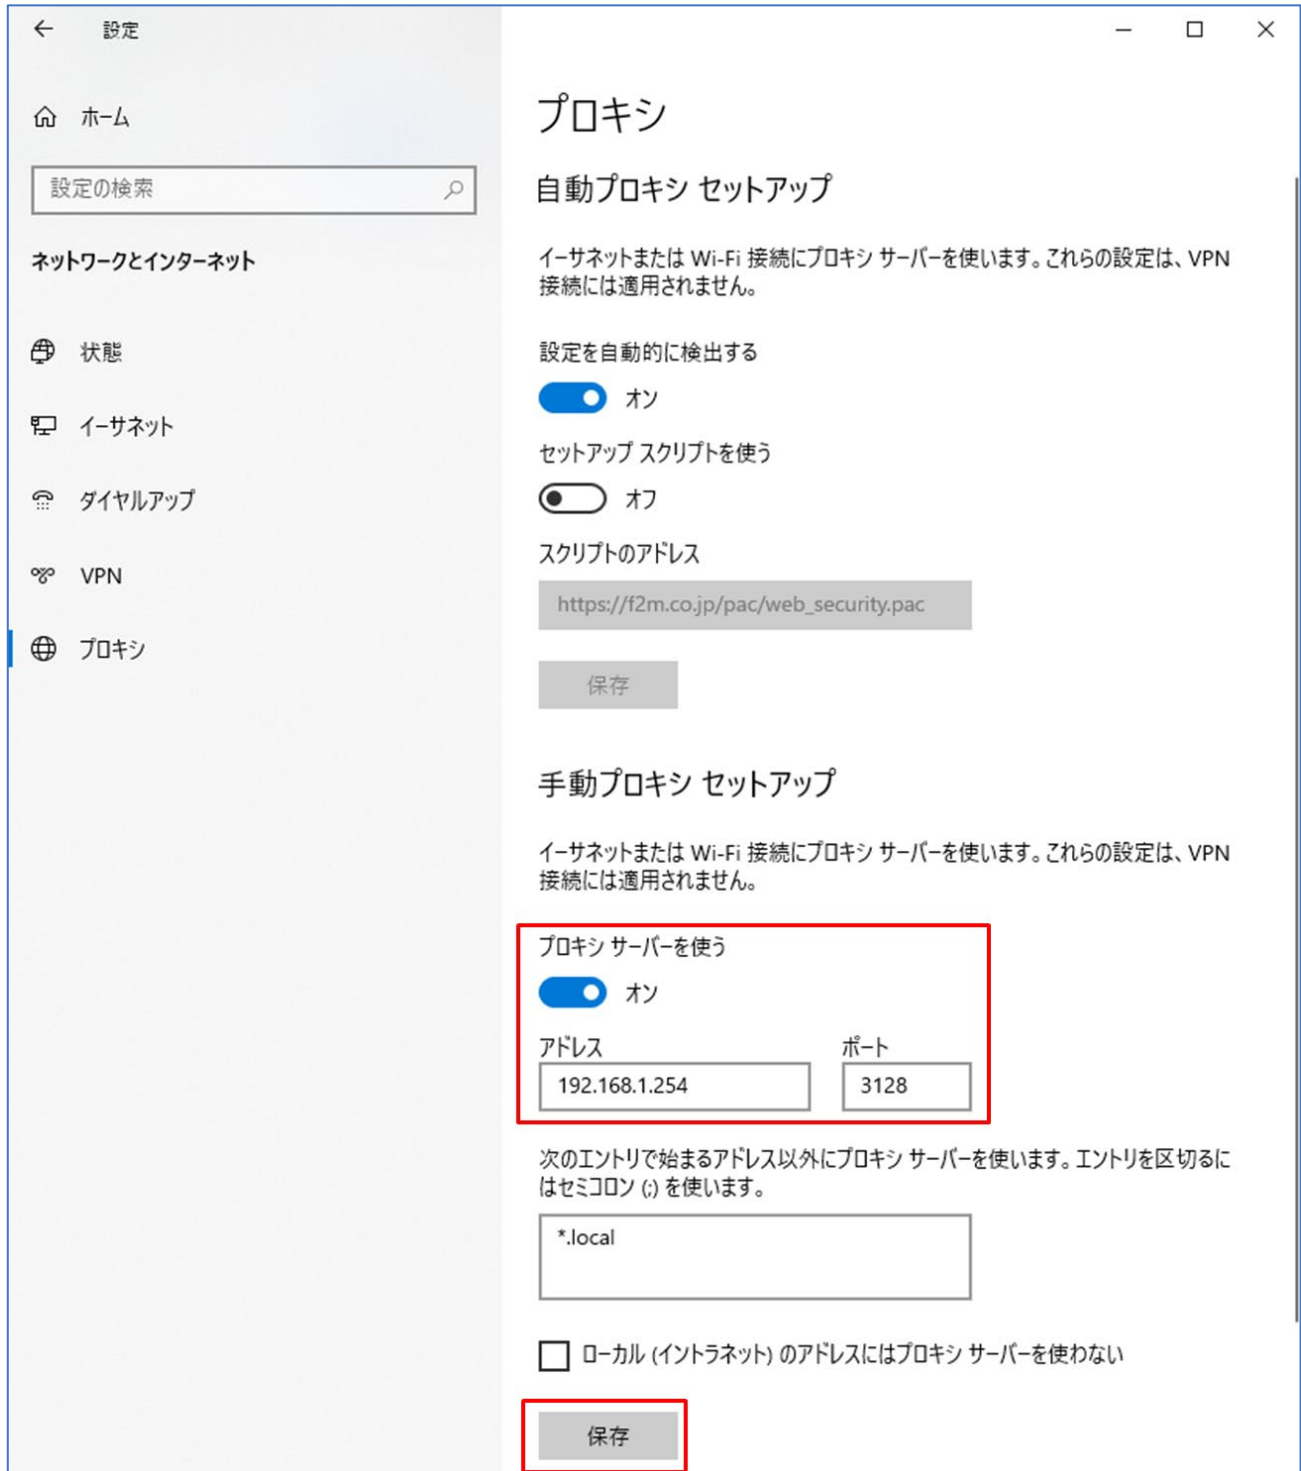 設定
ホーム
設定の検索
ネットワークとインターネット
状態
イーサネット
ダイヤルアップ
VPN
プロキシ
プロキシ
自動プロキシ セットアップ
イーサネットまたは Wi-Fi 接続にプロキシ サーバーを使います。これらの設定は、VPN
接続には適用されません。
設定を自動的に検出する
オン
セットアップ スクリプトを使う
オフ
スクリプトのアドレス
https://f2m.co.jp/pac/web_security.pac
保存
手動プロキシ セットアップ
イーサネットまたは Wi-Fi 接続にプロキシ サーバーを使います。これらの設定は、VPN
接続には適用されません。
プロキシ サーバーを使う
オン
アドレス ポート
192.168.1.254 3128
次のエントリで始まるアドレス以外にプロキシ サーバーを使います。エントリを区切るに
はセミコロン (;) を使います。
*.local
ローカル (イントラネット) のアドレスにはプロキシ サーバーを使わない
保存